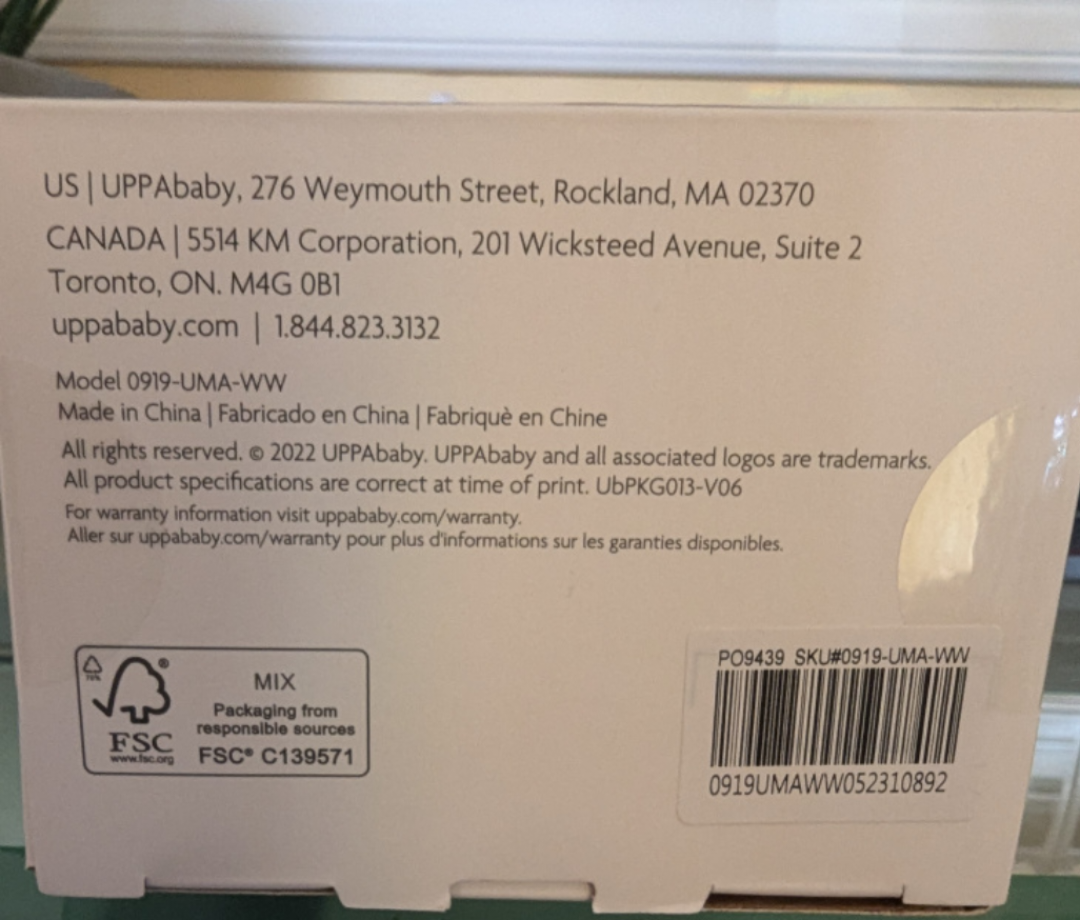 US | UPPAbaby, 276 Weymouth Street, Rockland, MA 02370
CANADA | 5514 KM Corporation, 201 Wicksteed Avenue, Suite 2
Toronto, ON. M4G 0B1
uppababy.com | 1.844.823.3132
Model 0919-UMA-WW
Made in China | Fabricado en China | Fabriquè en Chine
All rights reserved. © 2022 UPPAbaby. UPPAbaby and all associated logos are trademarks.
All product specifications are correct at time of print. UbPKG013-V06
For warranty information visit uppababy.com/warranty.
Aller sur uppababy.com/warranty pour plus d'informations sur les garanties disponibles.
®
FSC
www.fsc.org
MIX
Packaging from
responsible sources
FSC® C139571
PO9439 SKU#0919-UMA-WW
0919UMAWW052310892